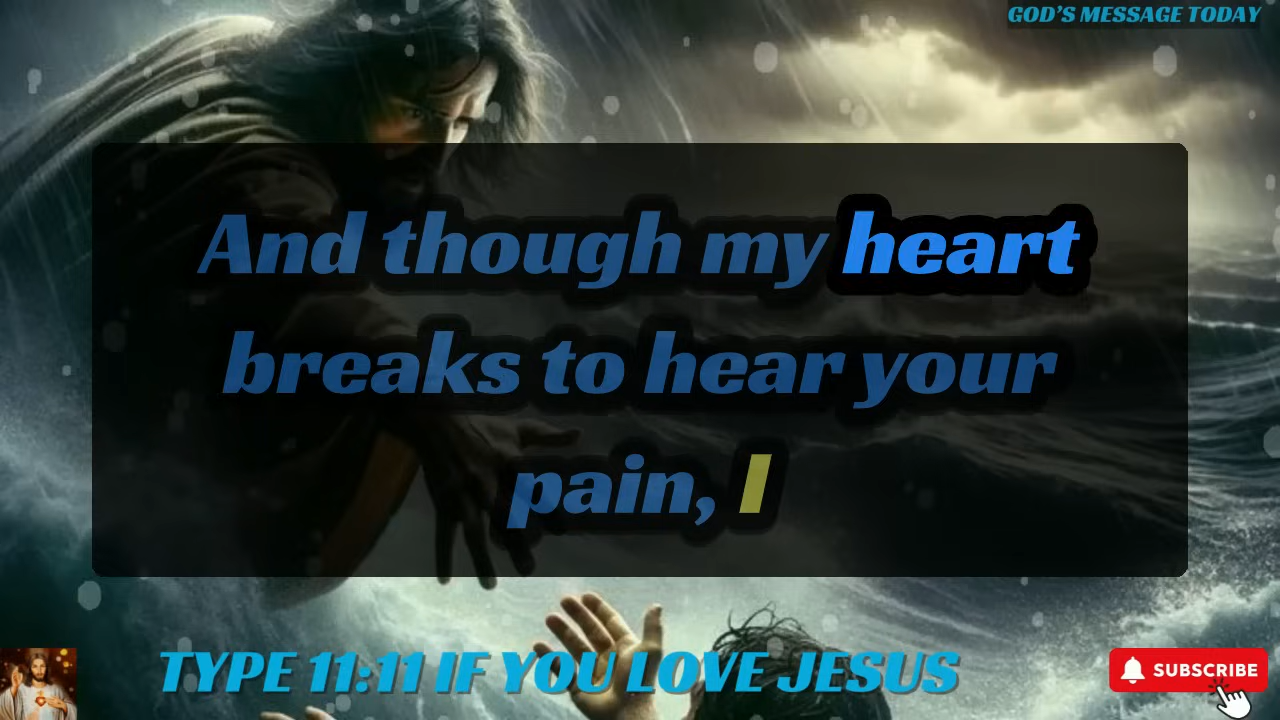 GOD'S MESSAGE TODAY
And though my heart
breaks to hear your
pain, I
TYPE 11:11 IF YOU LOVE JESUS
SUBSCRIBE